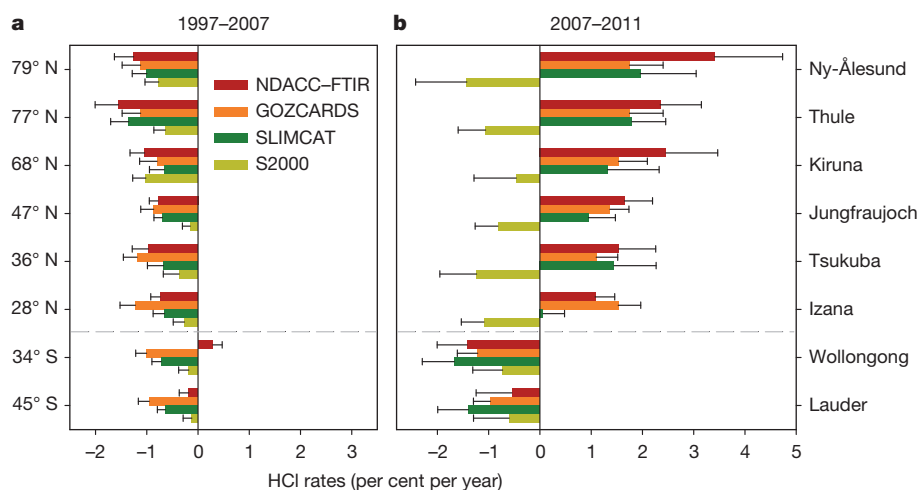 a 1997–2007 b 2007–2011
79° N Ny-Ålesund
77° N Thule
68° N Kiruna
47° N Jungfraujoch
36° N Tsukuba
28° N Izana
34° S Wollongong
45° S Lauder
NDACC–FTIR
GOZCARDS
SLIMCAT
S2000
−2 −1 0 1 2 3 −2 −1 0 1 2 3 4 5
HCl rates (per cent per year)